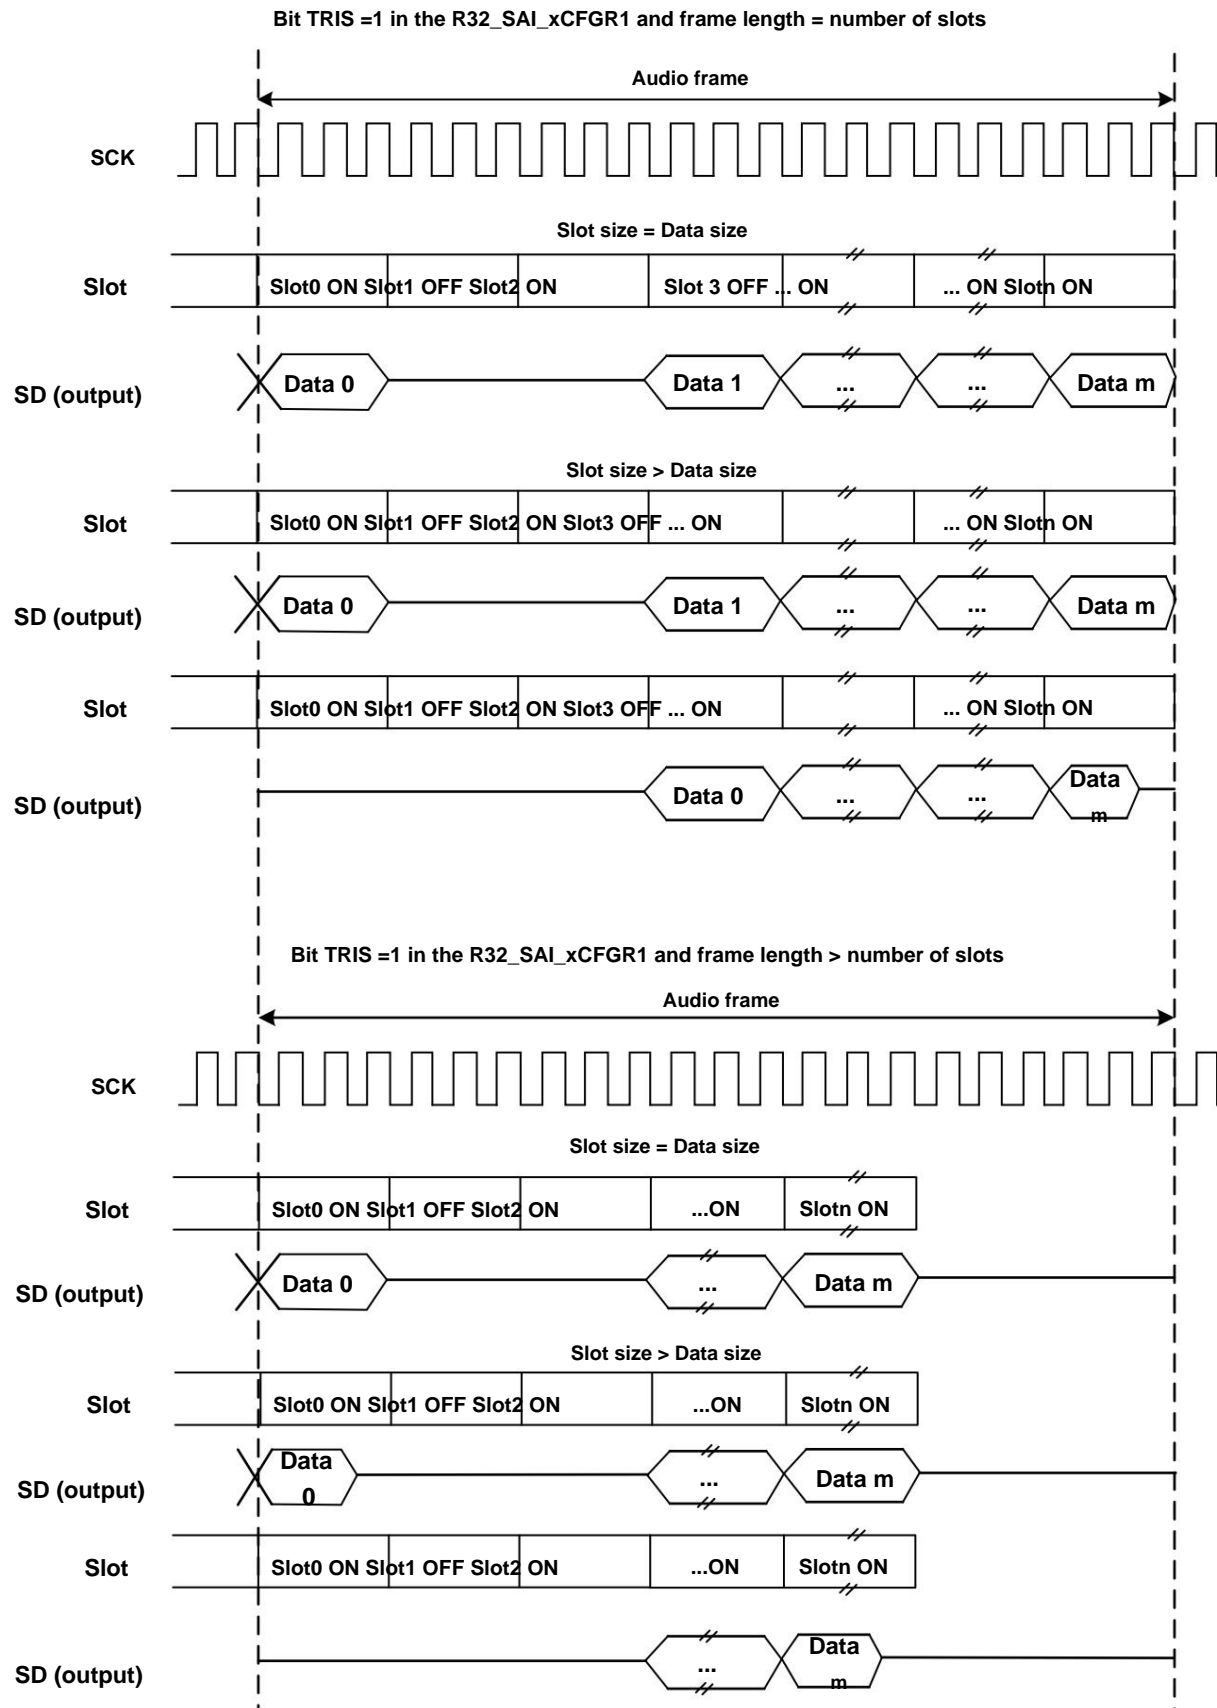 Bit TRIS =1 in the R32_SAI_xCFGR1 and frame length = number of slots
Audio frame
SCK
Slot size = Data size
Slot
Slot0 ON Slot1 OFF Slot2 ON Slot 3 OFF ... ON ... ON Slotn ON
SD (output)
Data 0 Data 1 ... ... Data m
Slot size > Data size
Slot
Slot0 ON Slot1 OFF Slot2 ON Slot3 OFF ... ON ... ON Slotn ON
SD (output)
Data 0 Data 1 ... ... Data m
Slot
Slot0 ON Slot1 OFF Slot2 ON Slot3 OFF ... ON ... ON Slotn ON
SD (output)
Data 0 ... ... Data m
Bit TRIS =1 in the R32_SAI_xCFGR1 and frame length > number of slots
Audio frame
SCK
Slot size = Data size
Slot
Slot0 ON Slot1 OFF Slot2 ON ...ON Slotn ON
SD (output)
Data 0 ... Data m
Slot size > Data size
Slot
Slot0 ON Slot1 OFF Slot2 ON ...ON Slotn ON
SD (output)
Data 0 ... Data m
Slot
Slot0 ON Slot1 OFF Slot2 ON ...ON Slotn ON
SD (output)
... Data m